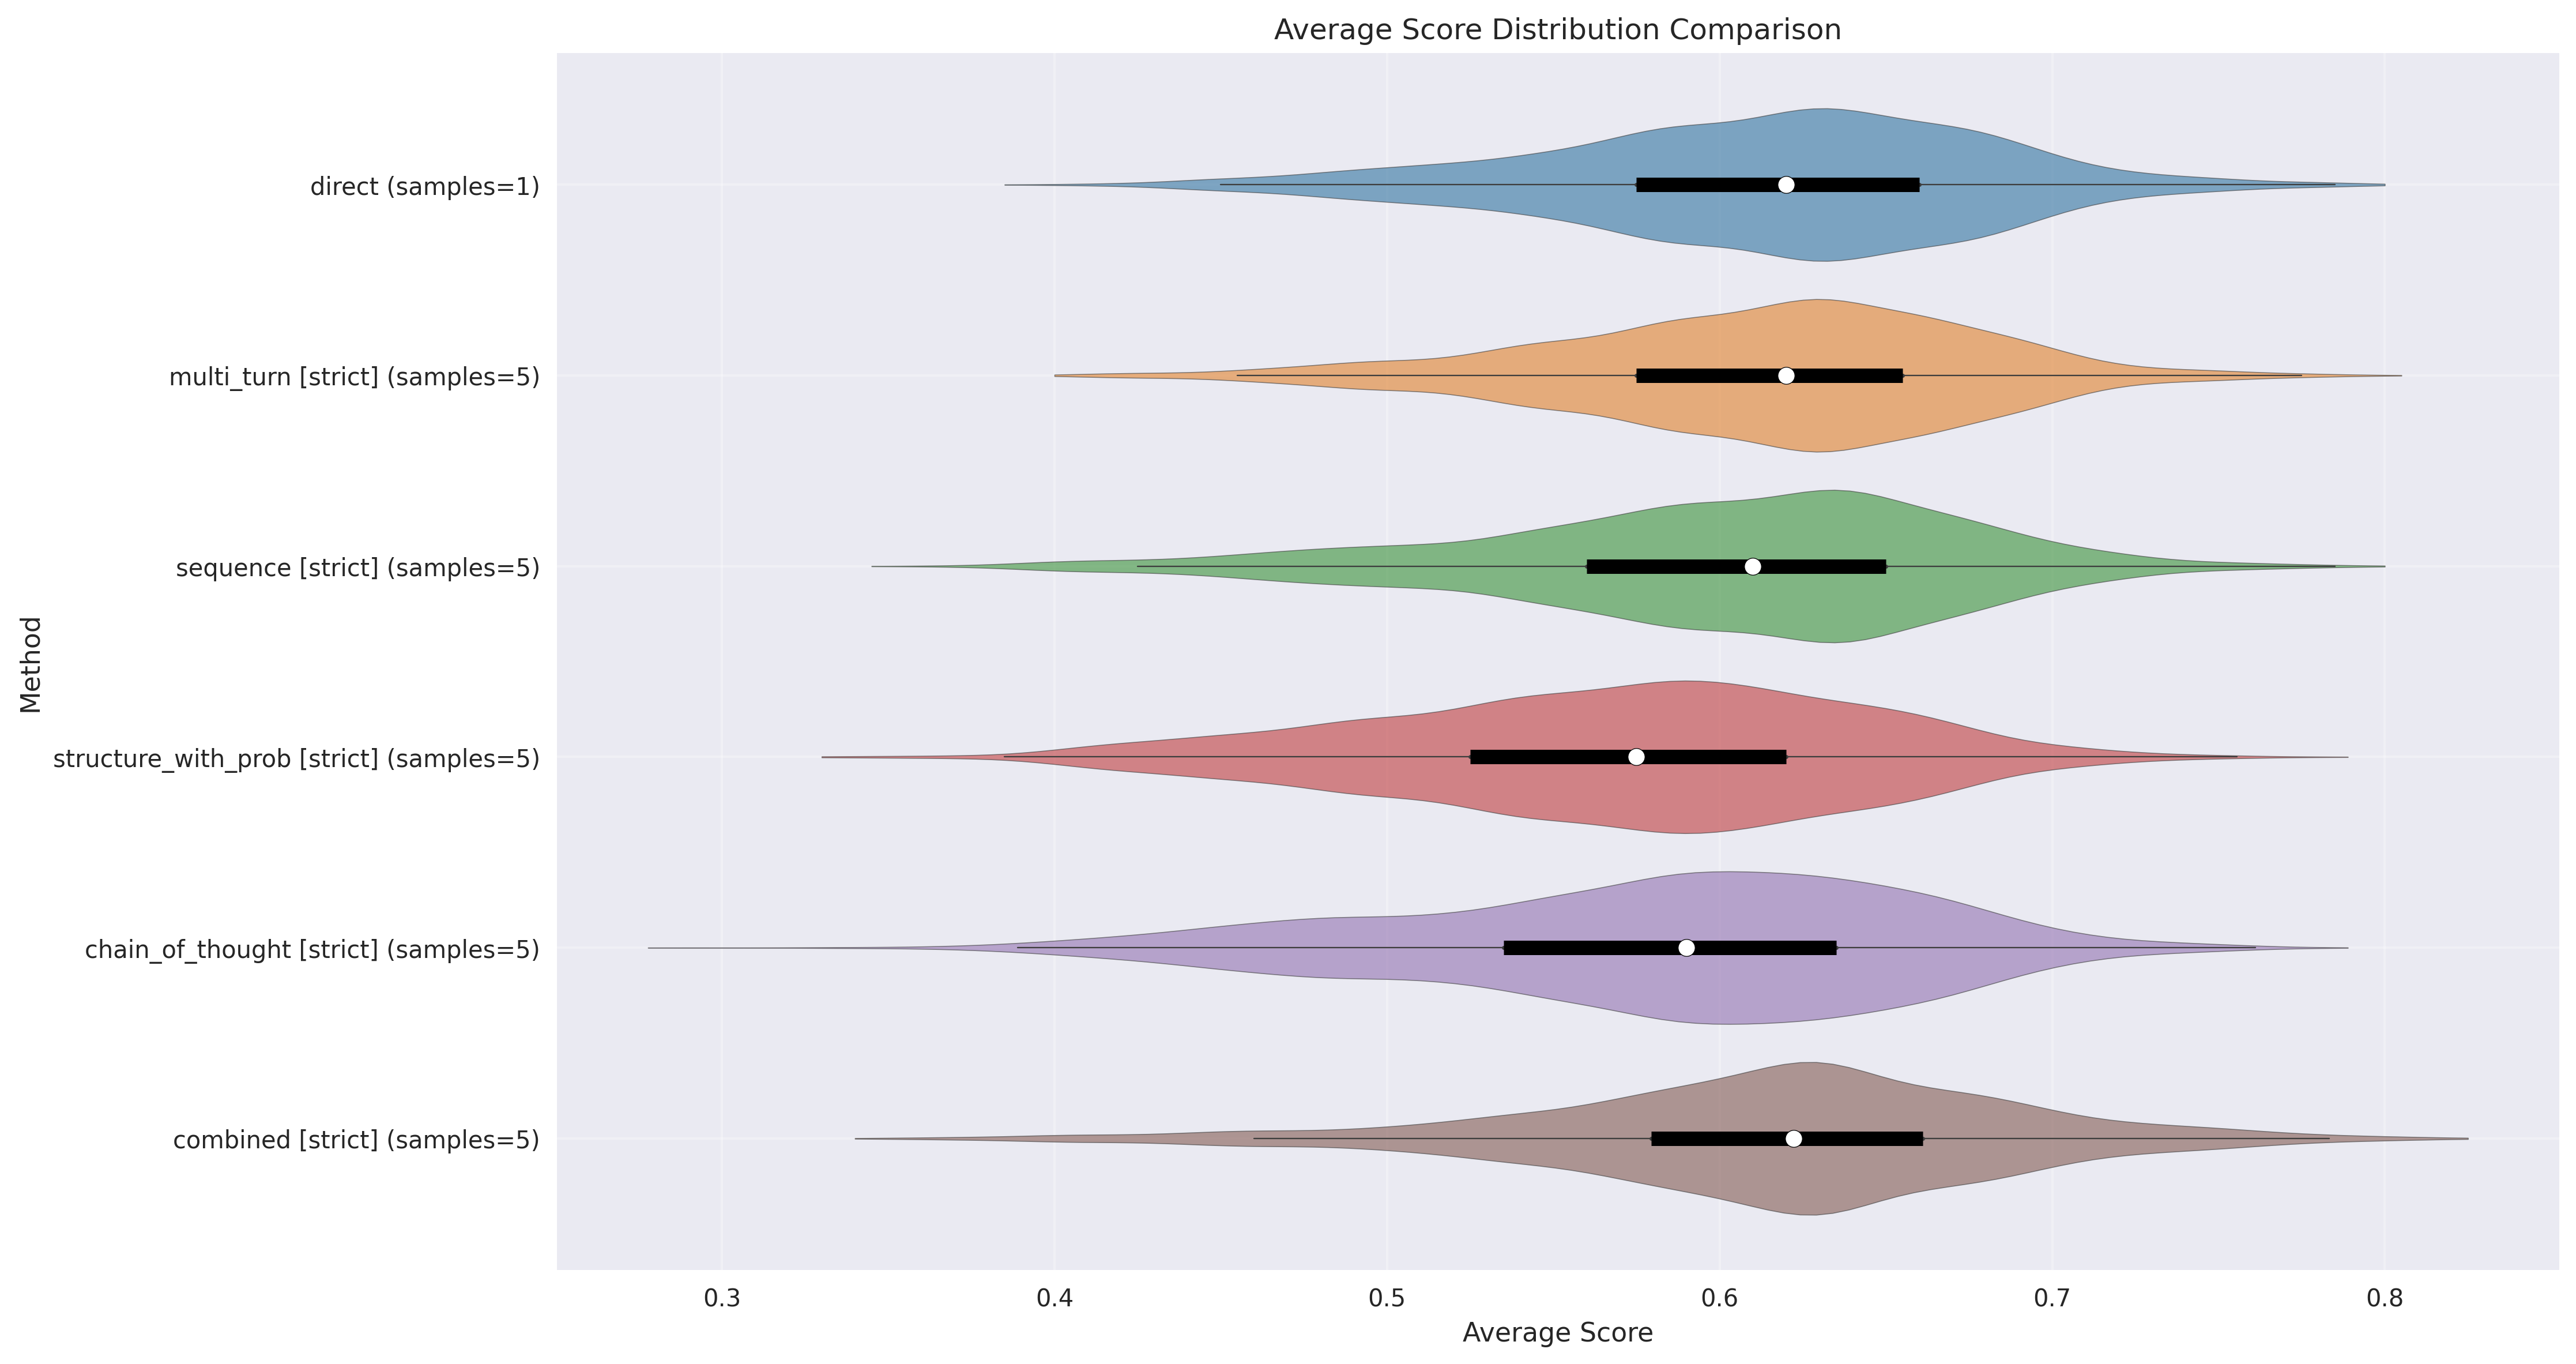 Average Score Distribution Comparison
Method
direct (samples=1)
multi_turn [strict] (samples=5)
sequence [strict] (samples=5)
structure_with_prob [strict] (samples=5)
chain_of_thought [strict] (samples=5)
combined [strict] (samples=5)
0.3 0.4 0.5 0.6 0.7 0.8
Average Score